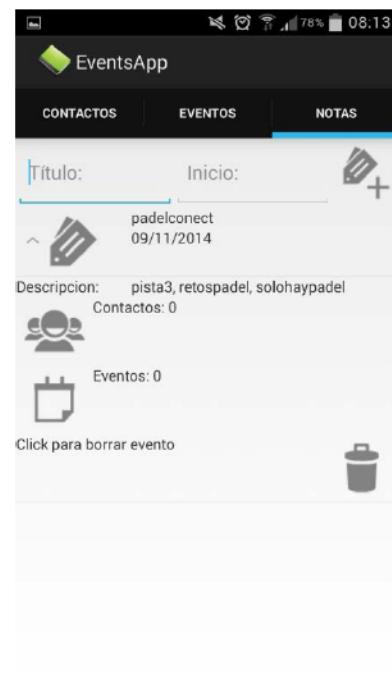 78% 08:13
EventsApp
CONTACTOS EVENTOS NOTAS
Título: Inicio:
padelconect
09/11/2014
Descripcion: pista3, retospadel, solohaypadel
Contactos: 0
Eventos: 0
Click para borrar evento